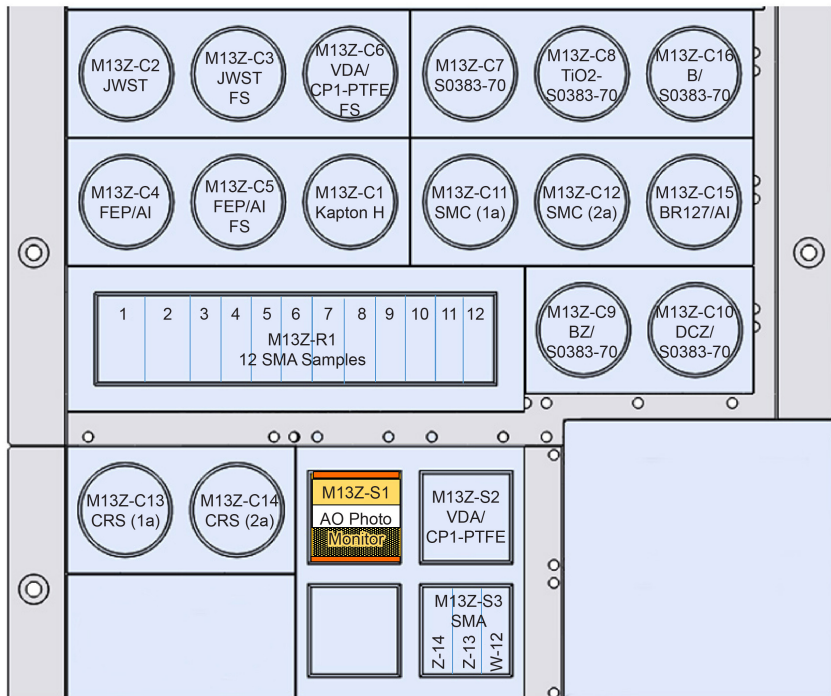 M13Z-C2
JWST
M13Z-C3
JWST
FS
M13Z-C6
VDA/
CP1-PTFE
FS
M13Z-C7
S0383-70
M13Z-C8
TiO2-
S0383-70
M13Z-C16
B/
S0383-70
M13Z-C4
FEP/Al
M13Z-C5
FEP/Al
FS
M13Z-C1
Kapton H
M13Z-C11
SMC (1a)
M13Z-C12
SMC (2a)
M13Z-C15
BR127/Al
1 2 3 4 5 6 7 8 9 10 11 12
M13Z-R1
12 SMA Samples
M13Z-C9
BZ/
S0383-70
M13Z-C10
DCZ/
S0383-70
M13Z-C13
CRS (1a)
M13Z-C14
CRS (2a)
M13Z-S1
AO Photo
Monitor
M13Z-S2
VDA/
CP1-PTFE
M13Z-S3
SMA
Z-14
Z-13
W-12